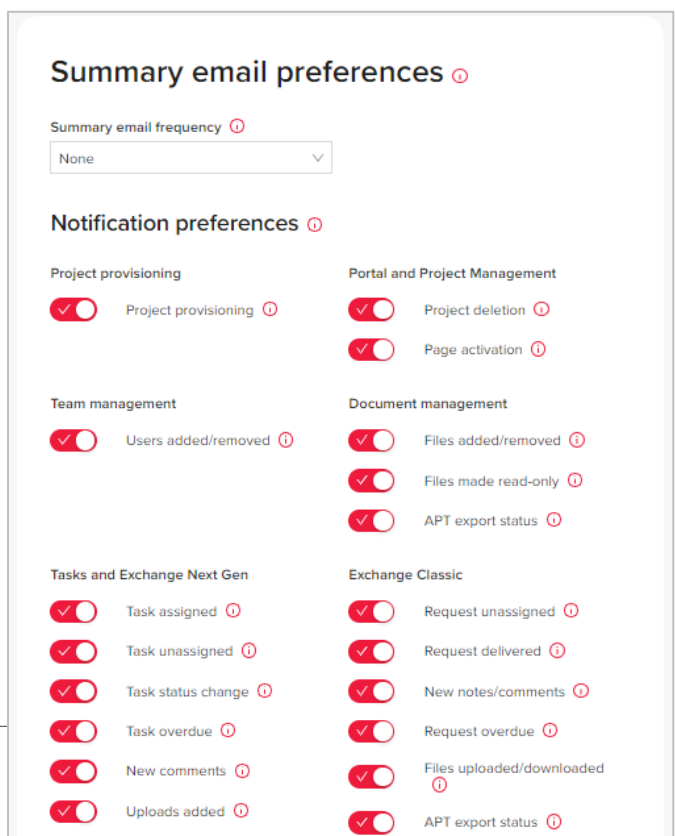 Summary email preferences
Summary email frequency
None
Notification preferences
Project provisioning
Project provisioning
Portal and Project Management
Project deletion
Page activation
Team management
Users added/removed
Document management
Files added/removed
Files made read-only
APT export status
Tasks and Exchange Next Gen
Task assigned
Task unassigned
Task status change
Task overdue
New comments
Uploads added
Exchange Classic
Request unassigned
Request delivered
New notes/comments
Request overdue
Files uploaded/downloaded
APT export status